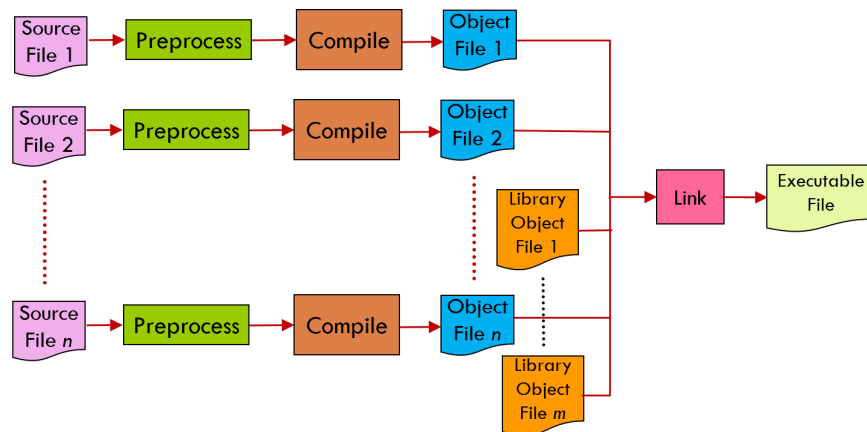 Source
File 1
Preprocess
Compile
Object
File 1
Source
File 2
Preprocess
Compile
Object
File 2
Library
Object
File 1
Link
Executable
File
Source
File n
Preprocess
Compile
Object
File n
Library
Object
File m